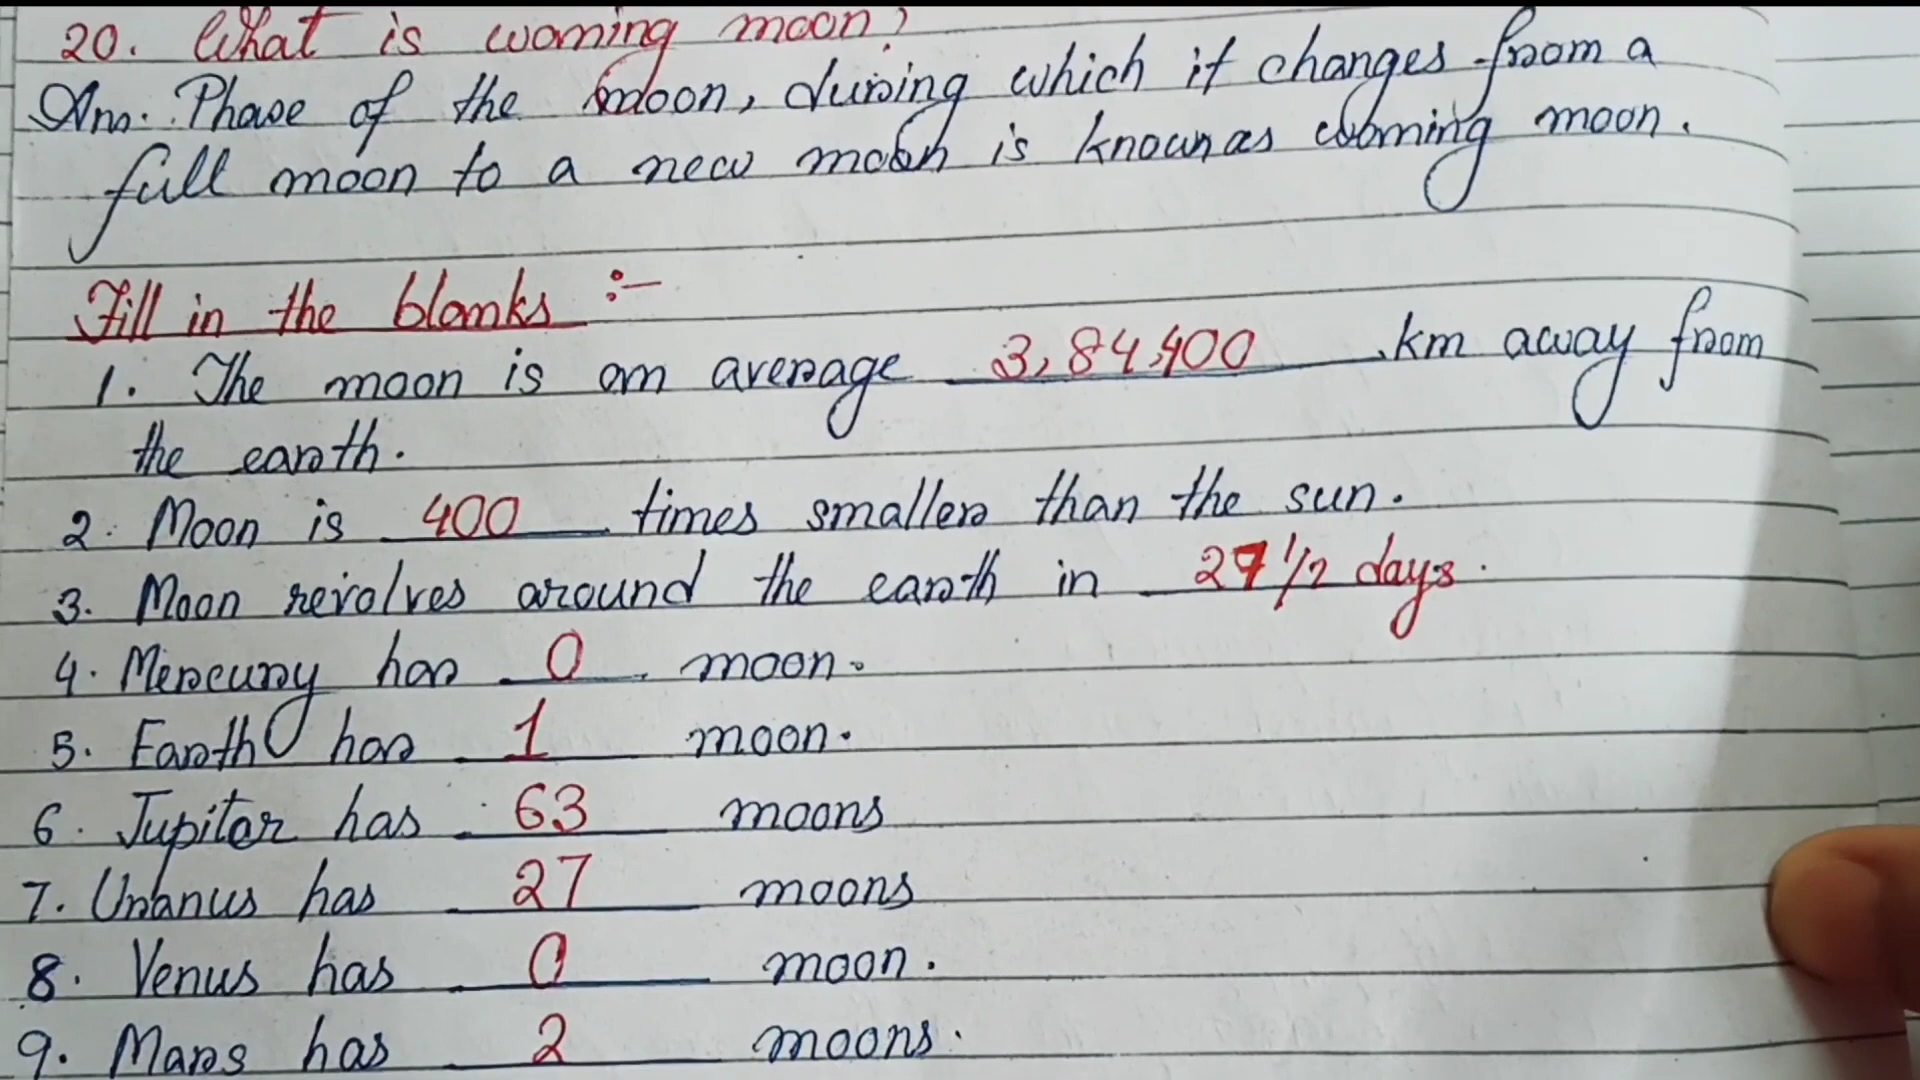 20. What is waning moon?
Ans. Phase of the moon, during which it changes from a
full moon to a new moon is known as waning moon.
Fill in the blanks :-
1. The moon is an average 3,84,400 km away from
the earth.
2. Moon is 400 times smaller than the sun.
3. Moon revolves around the earth in 27 1/2 days.
4. Mercury has 0 moon.
5. Earth has 1 moon.
6. Jupiter has 63 moons
7. Uranus has 27 moons
8. Venus has 0 moon.
9. Mars has 2 moons.